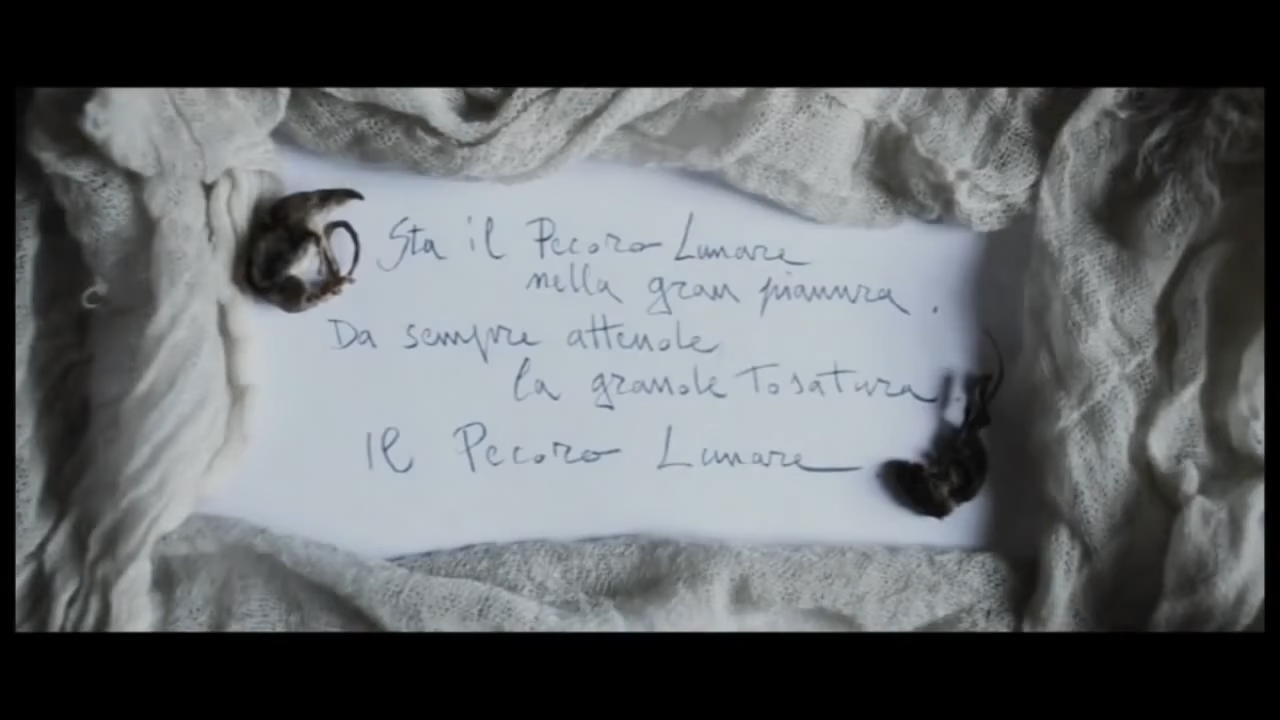 Sta il Pecoro Lunare
nella gran pianura.
Da sempre attende
la grande Tosatura
Il Pecoro Lunare